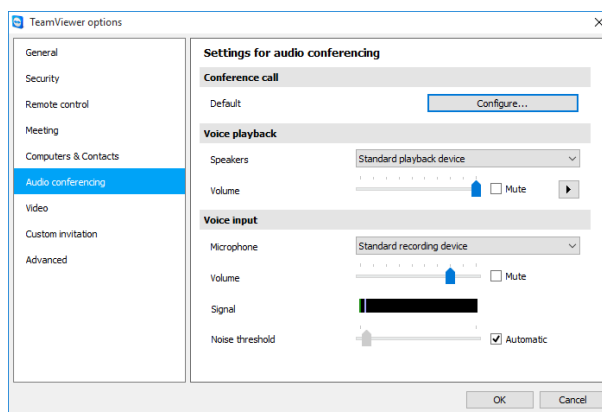 TeamViewer options
General
Security
Remote control
Meeting
Computers & Contacts
Audio conferencing
Video
Custom invitation
Advanced
Settings for audio conferencing
Conference call
Default Configure...
Voice playback
Speakers Standard playback device
Volume Mute
Voice input
Microphone Standard recording device
Volume Mute
Signal
Noise threshold Automatic
OK Cancel